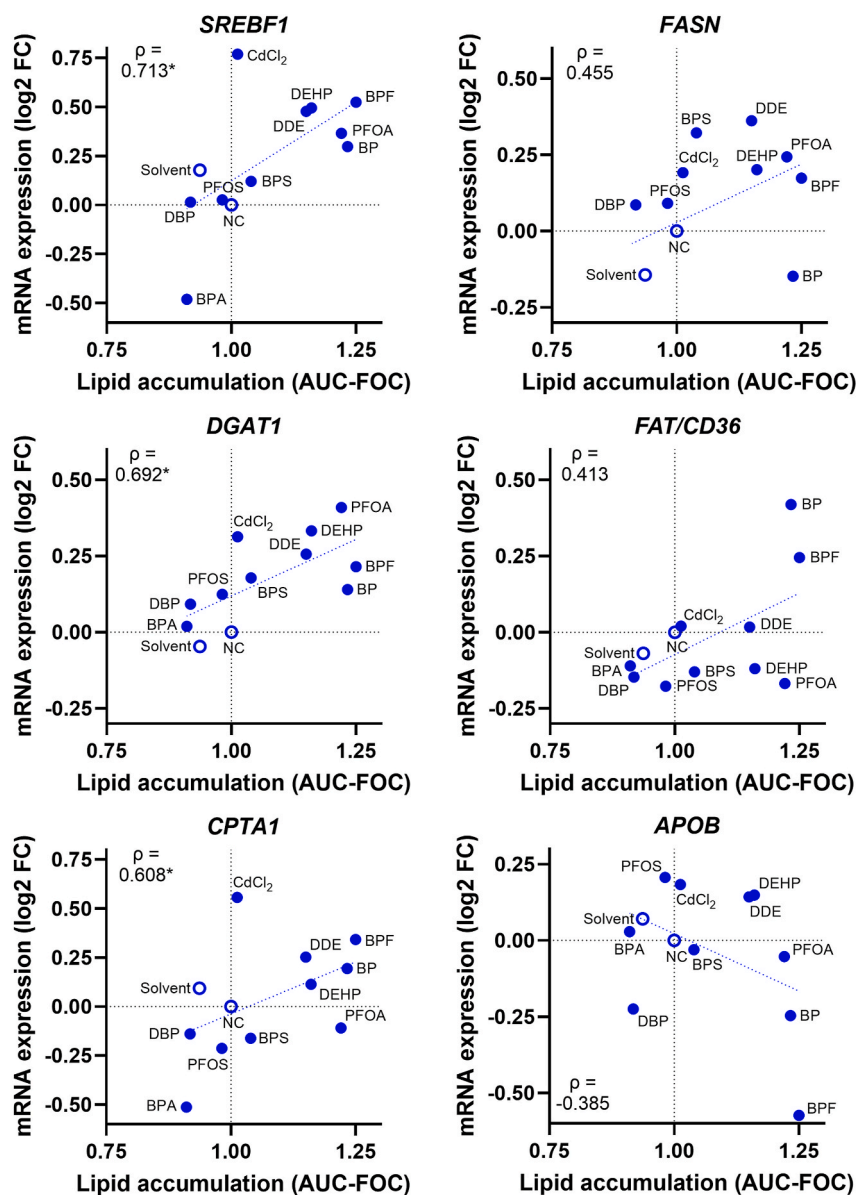 SREBF1
mRNA expression (log2 FC)
0.75
0.50
0.25
0.00
-0.25
-0.50
ρ =
0.713*
CdCl2
DEHP
BPF
DDE
PFOA
BP
Solvent
PFOS
BPS
DBP
NC
BPA
0.75
1.00
1.25
Lipid accumulation (AUC-FOC)
FASN
mRNA expression (log2 FC)
0.50
0.25
0.00
-0.25
ρ =
0.455
BPS
DDE
CdCl2
DEHP
PFOA
DBP
PFOS
BPF
NC
Solvent
BP
0.75
1.00
1.25
Lipid accumulation (AUC-FOC)
DGAT1
mRNA expression (log2 FC)
0.50
0.25
0.00
-0.25
ρ =
0.692*
PFOA
CdCl2
DEHP
DDE
PFOS
BPF
DBP
BPS
BP
BPA
Solvent
NC
0.75
1.00
1.25
Lipid accumulation (AUC-FOC)
FAT/CD36
mRNA expression (log2 FC)
0.50
0.25
0.00
-0.25
ρ =
0.413
BP
BPF
CdCl2
DDE
Solvent
NC
BPA
BPS
DEHP
DBP
PFOS
PFOA
0.75
1.00
1.25
Lipid accumulation (AUC-FOC)
CPTA1
mRNA expression (log2 FC)
0.75
0.50
0.25
0.00
-0.25
-0.50
ρ =
0.608*
CdCl2
DDE
BPF
BP
Solvent
DEHP
NC
DBP
BPS
PFOA
PFOS
BPA
0.75
1.00
1.25
Lipid accumulation (AUC-FOC)
APOB
mRNA expression (log2 FC)
0.25
0.00
-0.25
-0.50
PFOS
DEHP
CdCl2
DDE
Solvent
BPA
NC
BPS
PFOA
DBP
BP
ρ =
-0.385
BPF
0.75
1.00
1.25
Lipid accumulation (AUC-FOC)